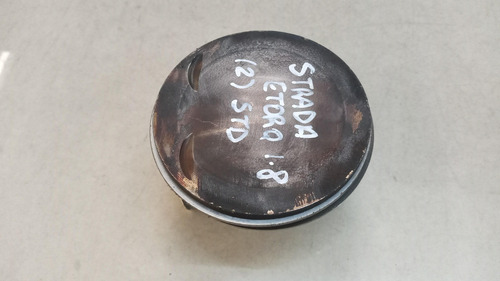 STRADA
ETORQ 1.8
(2) STD